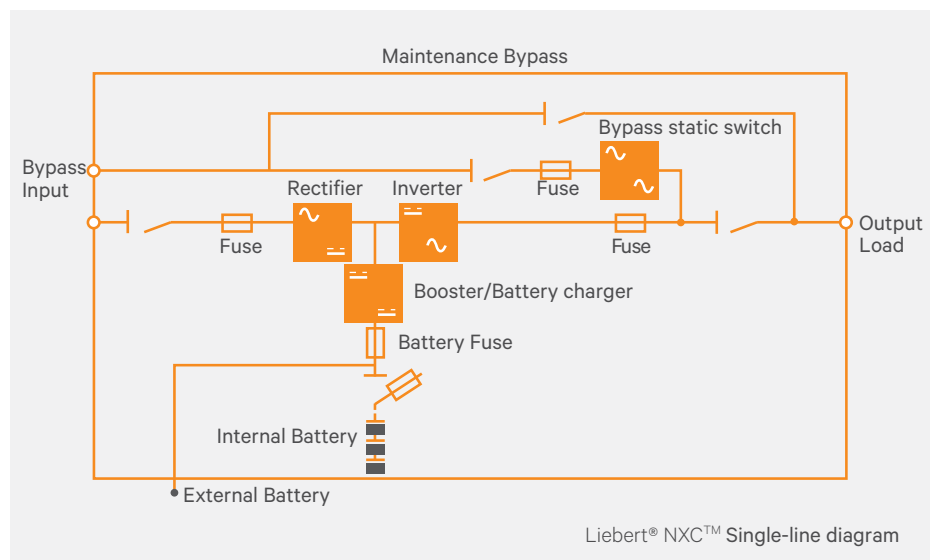 Maintenance Bypass
Bypass static switch
Bypass
Input
Fuse
Rectifier
Inverter
Fuse
Fuse
Output
Load
Booster/Battery charger
Battery Fuse
Internal Battery
External Battery
Liebert® NXC™ Single-line diagram